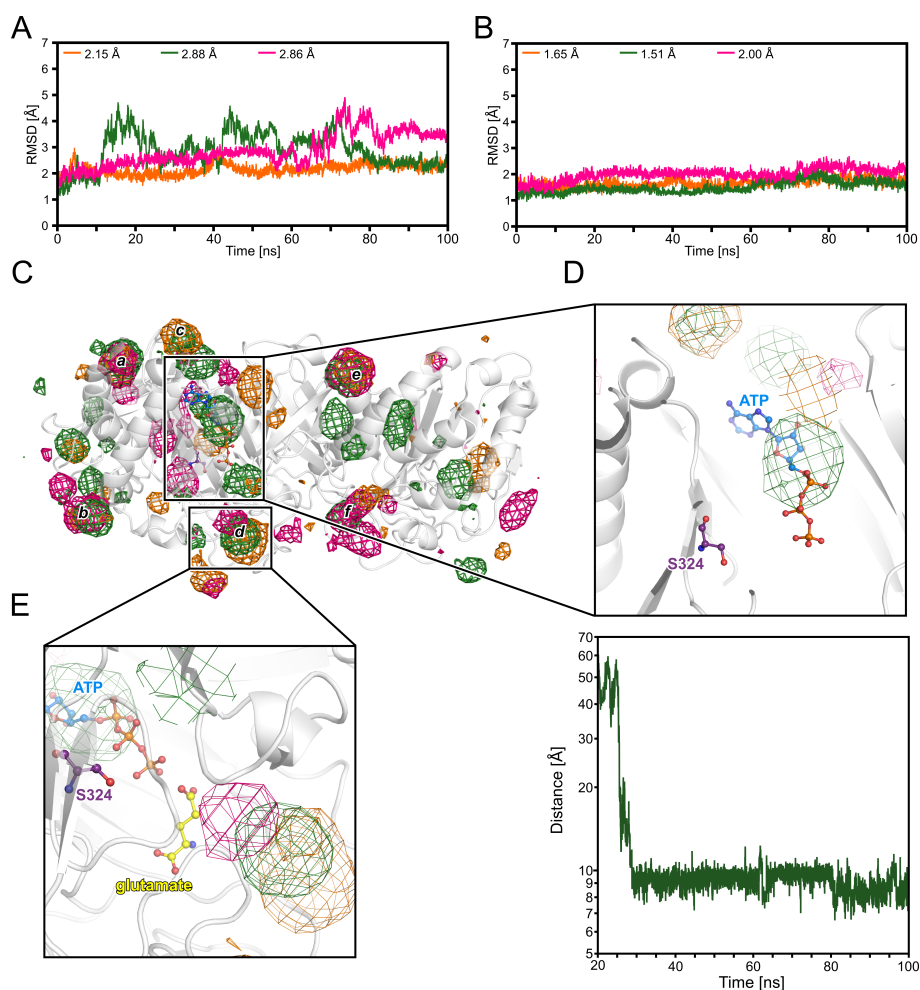 A
7
6
5
4
3
2
1
0
RMSD [Å]
2.15 Å 2.88 Å 2.86 Å
0 20 40 60 80 100
Time [ns]
B
7
6
5
4
3
2
1
0
RMSD [Å]
1.65 Å 1.51 Å 2.00 Å
0 20 40 60 80 100
Time [ns]
C
a
c
e
b
d
f
D
ATP
S324
E
ATP
S324
glutamate
70
60
50
40
30
20
10
9
8
7
6
5
Distance [Å]
20 40 60 80 100
Time [ns]